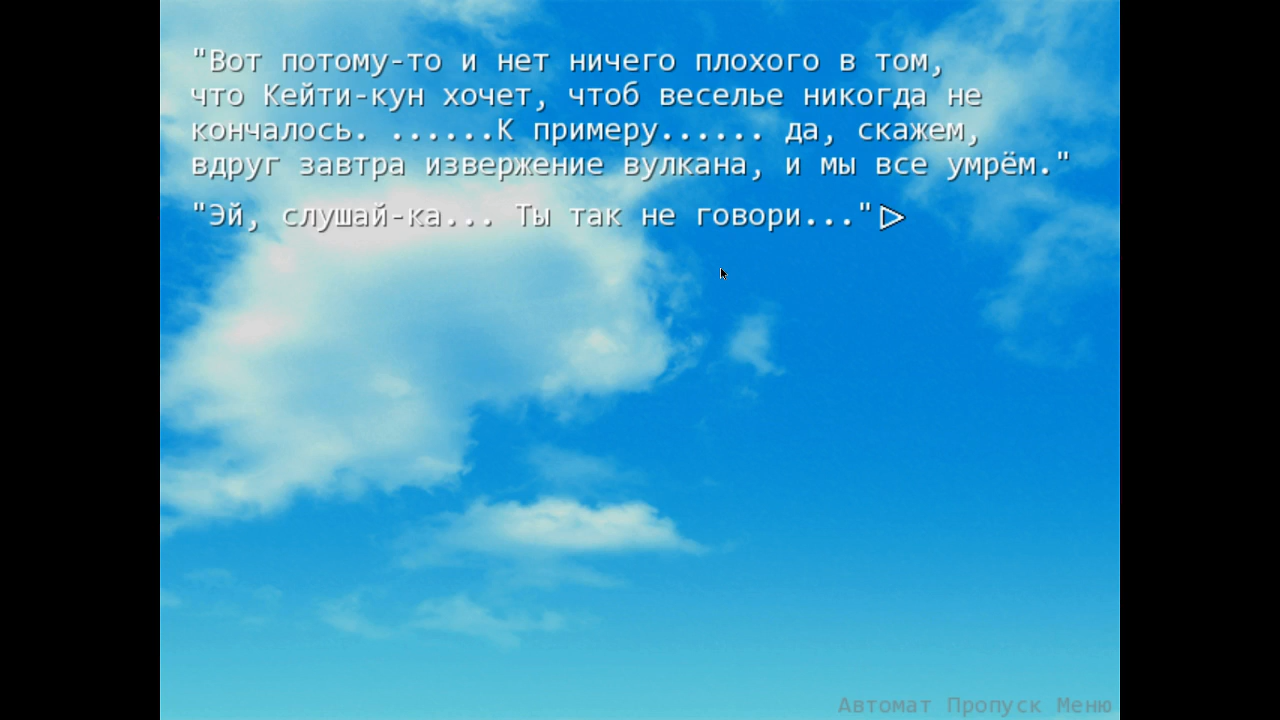 "Вот потому-то и нет ничего плохого в том,
что Кейти-кун хочет, чтоб веселье никогда не
кончалось. ......К примеру...... да, скажем,
вдруг завтра извержение вулкана, и мы все умрём."
"Эй, слушай-ка... Ты так не говори..."
Автомат Пропуск Меню